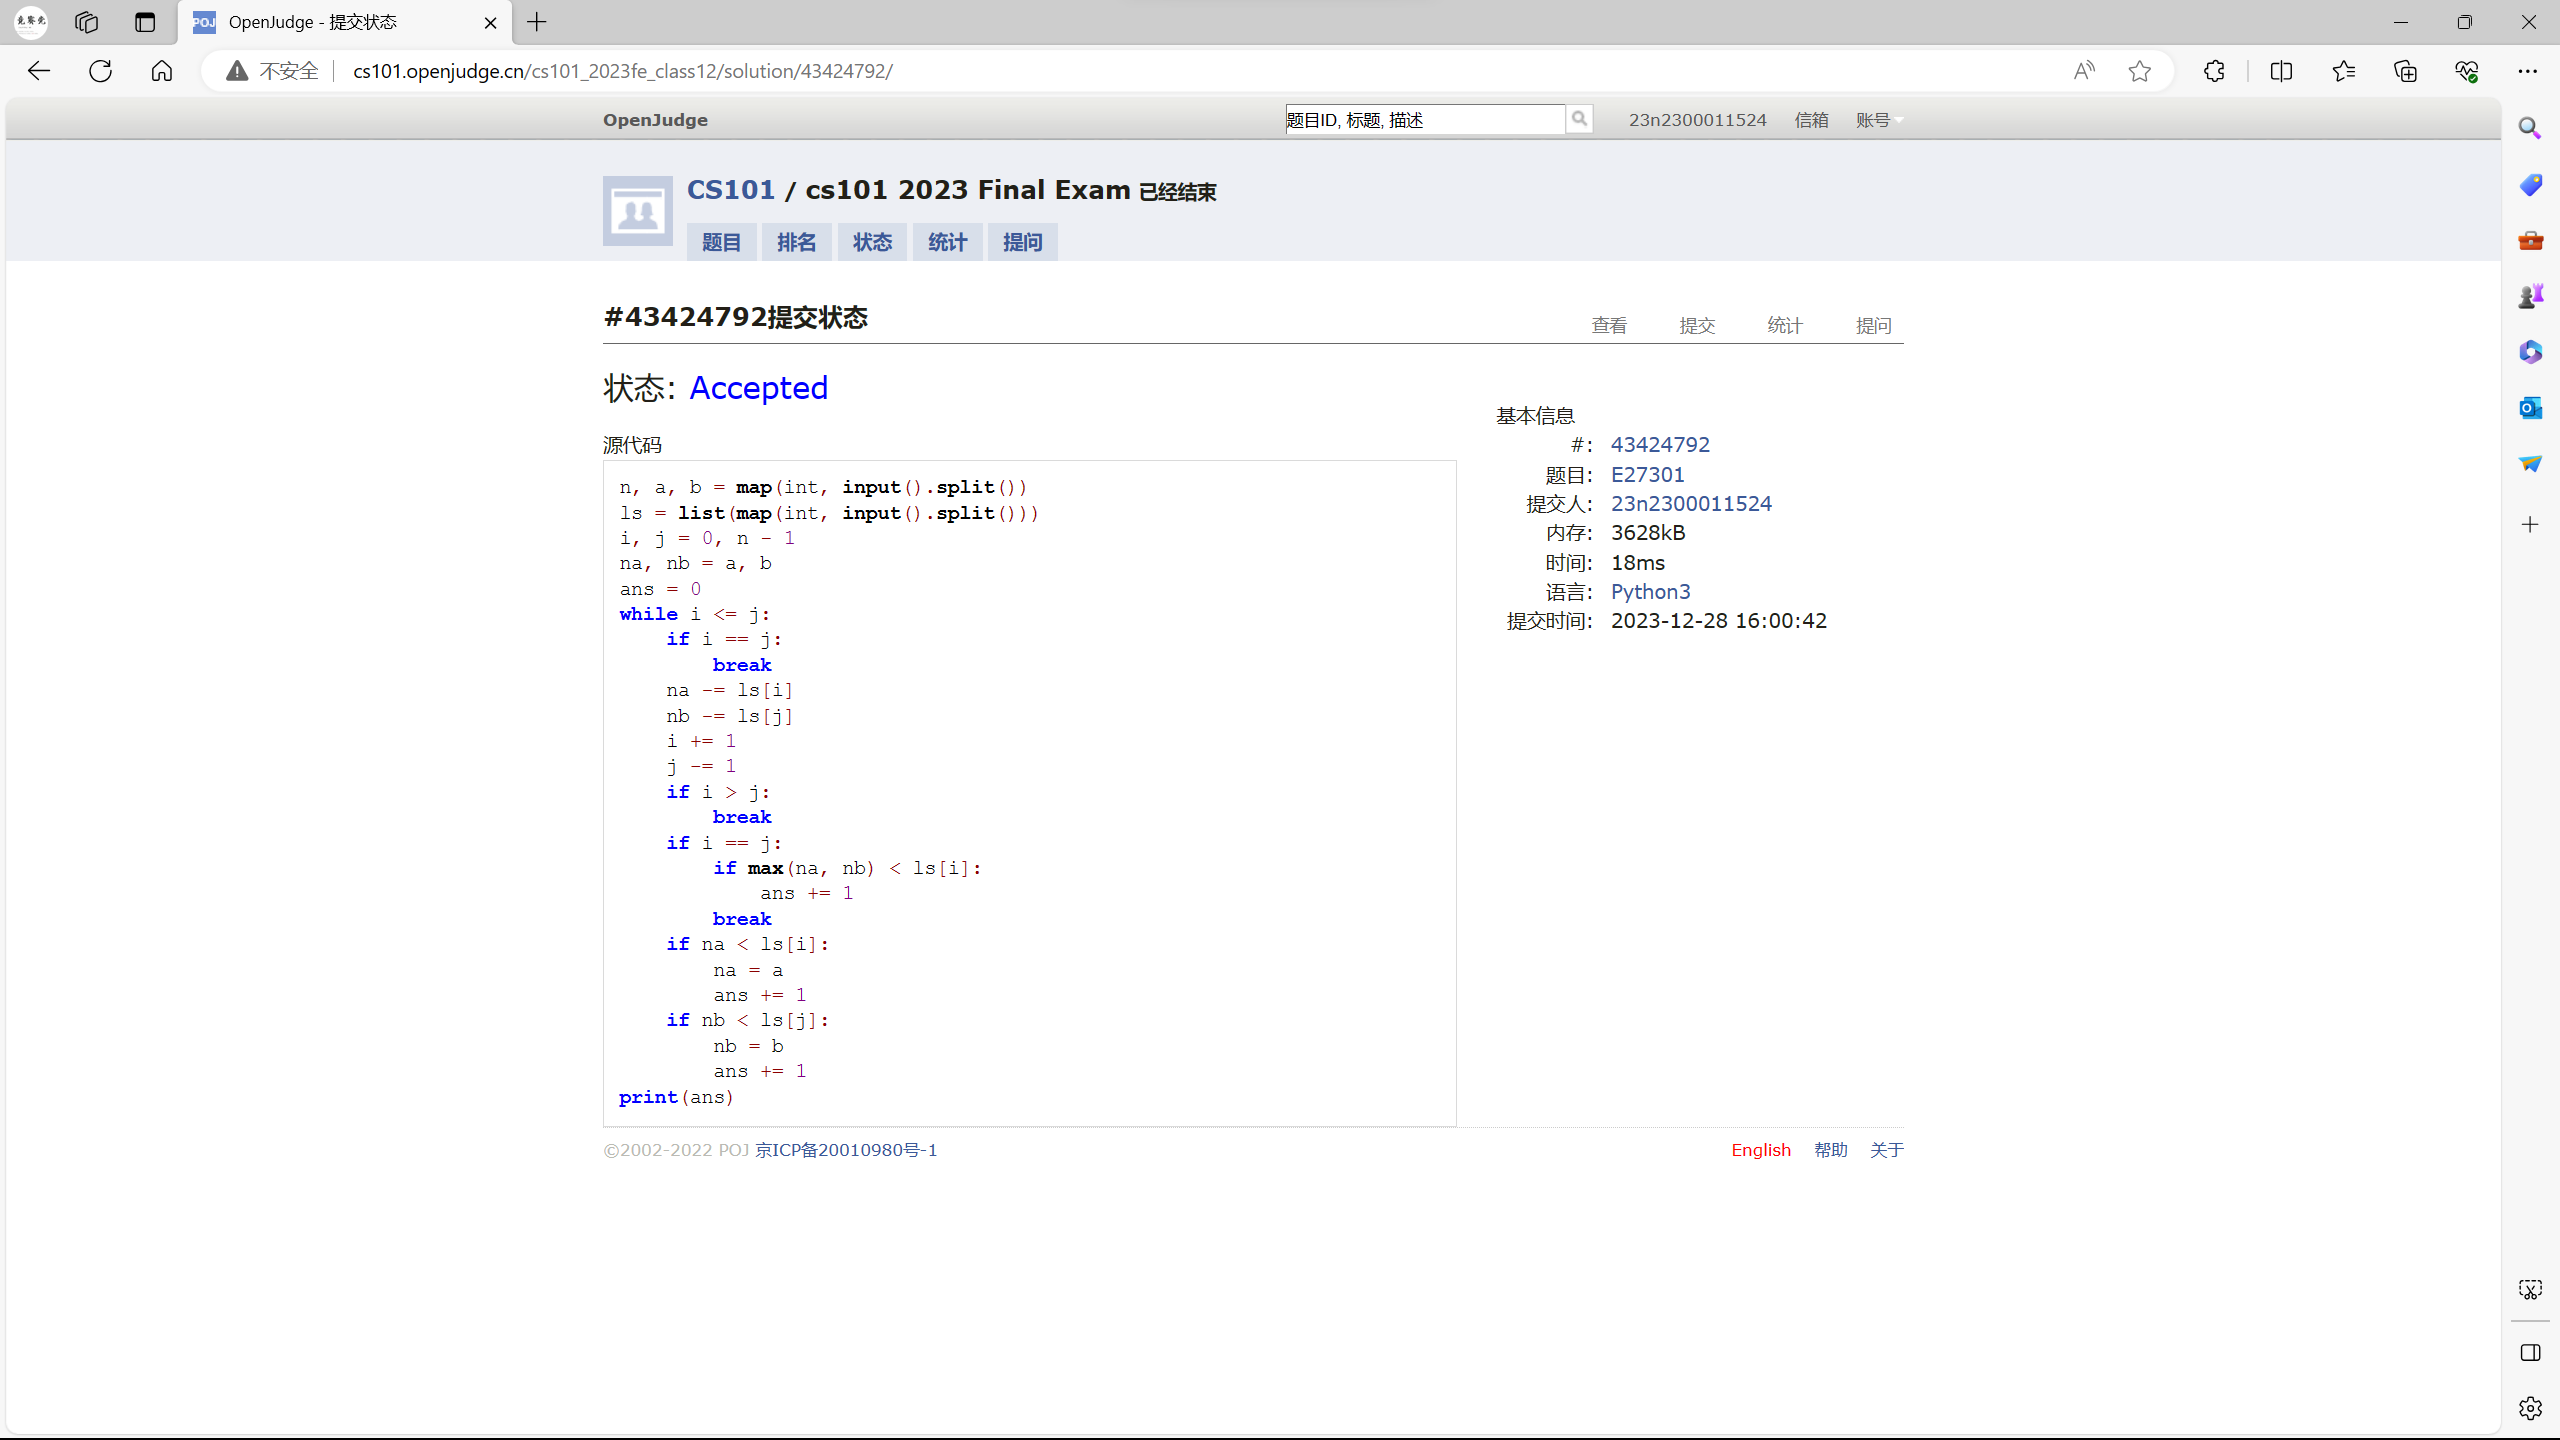 POJ OpenJudge - 提交状态
不安全 cs101.openjudge.cn/cs101_2023fe_class12/solution/43424792/
OpenJudge 题目ID, 标题, 描述 23n2300011524 信箱 账号
CS101 / cs101 2023 Final Exam 已经结束
题目 排名 状态 统计 提问
#43424792提交状态 查看 提交 统计 提问
状态: Accepted
源代码
n, a, b = map(int, input().split())
ls = list(map(int, input().split()))
i, j = 0, n - 1
na, nb = a, b
ans = 0
while i <= j:
    if i == j:
        break
    na -= ls[i]
    nb -= ls[j]
    i += 1
    j -= 1
    if i > j:
        break
    if i == j:
        if max(na, nb) < ls[i]:
            ans += 1
        break
    if na < ls[i]:
        na = a
        ans += 1
    if nb < ls[j]:
        nb = b
        ans += 1
print(ans)
基本信息
#: 43424792
题目: E27301
提交人: 23n2300011524
内存: 3628kB
时间: 18ms
语言: Python3
提交时间: 2023-12-28 16:00:42
©2002-2022 POJ 京ICP备20010980号-1 English 帮助 关于